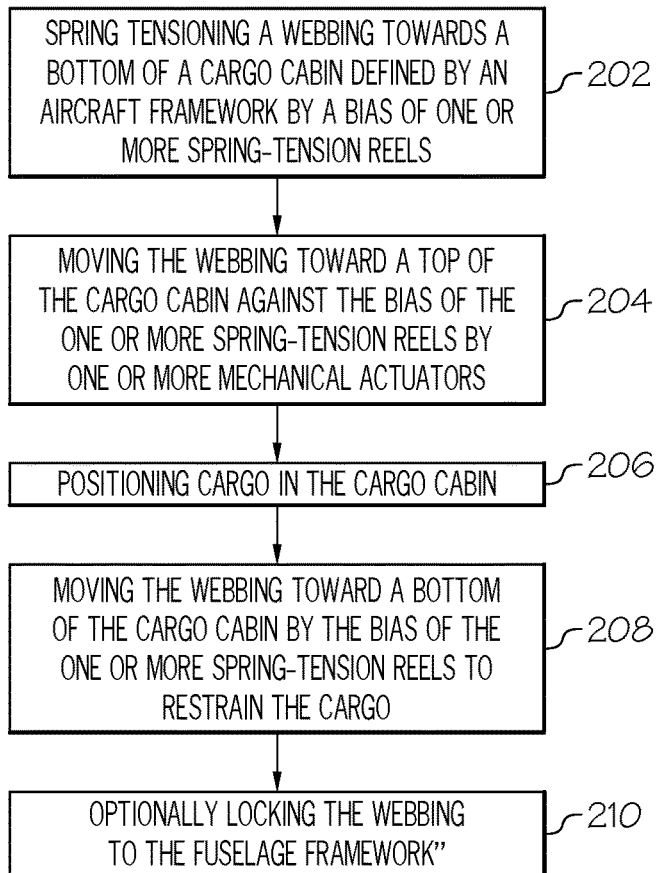 SPRING TENSIONING A WEBBING TOWARDS A
BOTTOM OF A CARGO CABIN DEFINED BY AN
AIRCRAFT FRAMEWORK BY A BIAS OF ONE OR
MORE SPRING-TENSION REELS
202
MOVING THE WEBBING TOWARD A TOP OF
THE CARGO CABIN AGAINST THE BIAS OF THE
ONE OR MORE SPRING-TENSION REELS BY
ONE OR MORE MECHANICAL ACTUATORS
204
POSITIONING CARGO IN THE CARGO CABIN
206
MOVING THE WEBBING TOWARD A BOTTOM
OF THE CARGO CABIN BY THE BIAS OF THE
ONE OR MORE SPRING-TENSION REELS TO
RESTRAIN THE CARGO
208
OPTIONALLY LOCKING THE WEBBING
TO THE FUSELAGE FRAMEWORK”
210